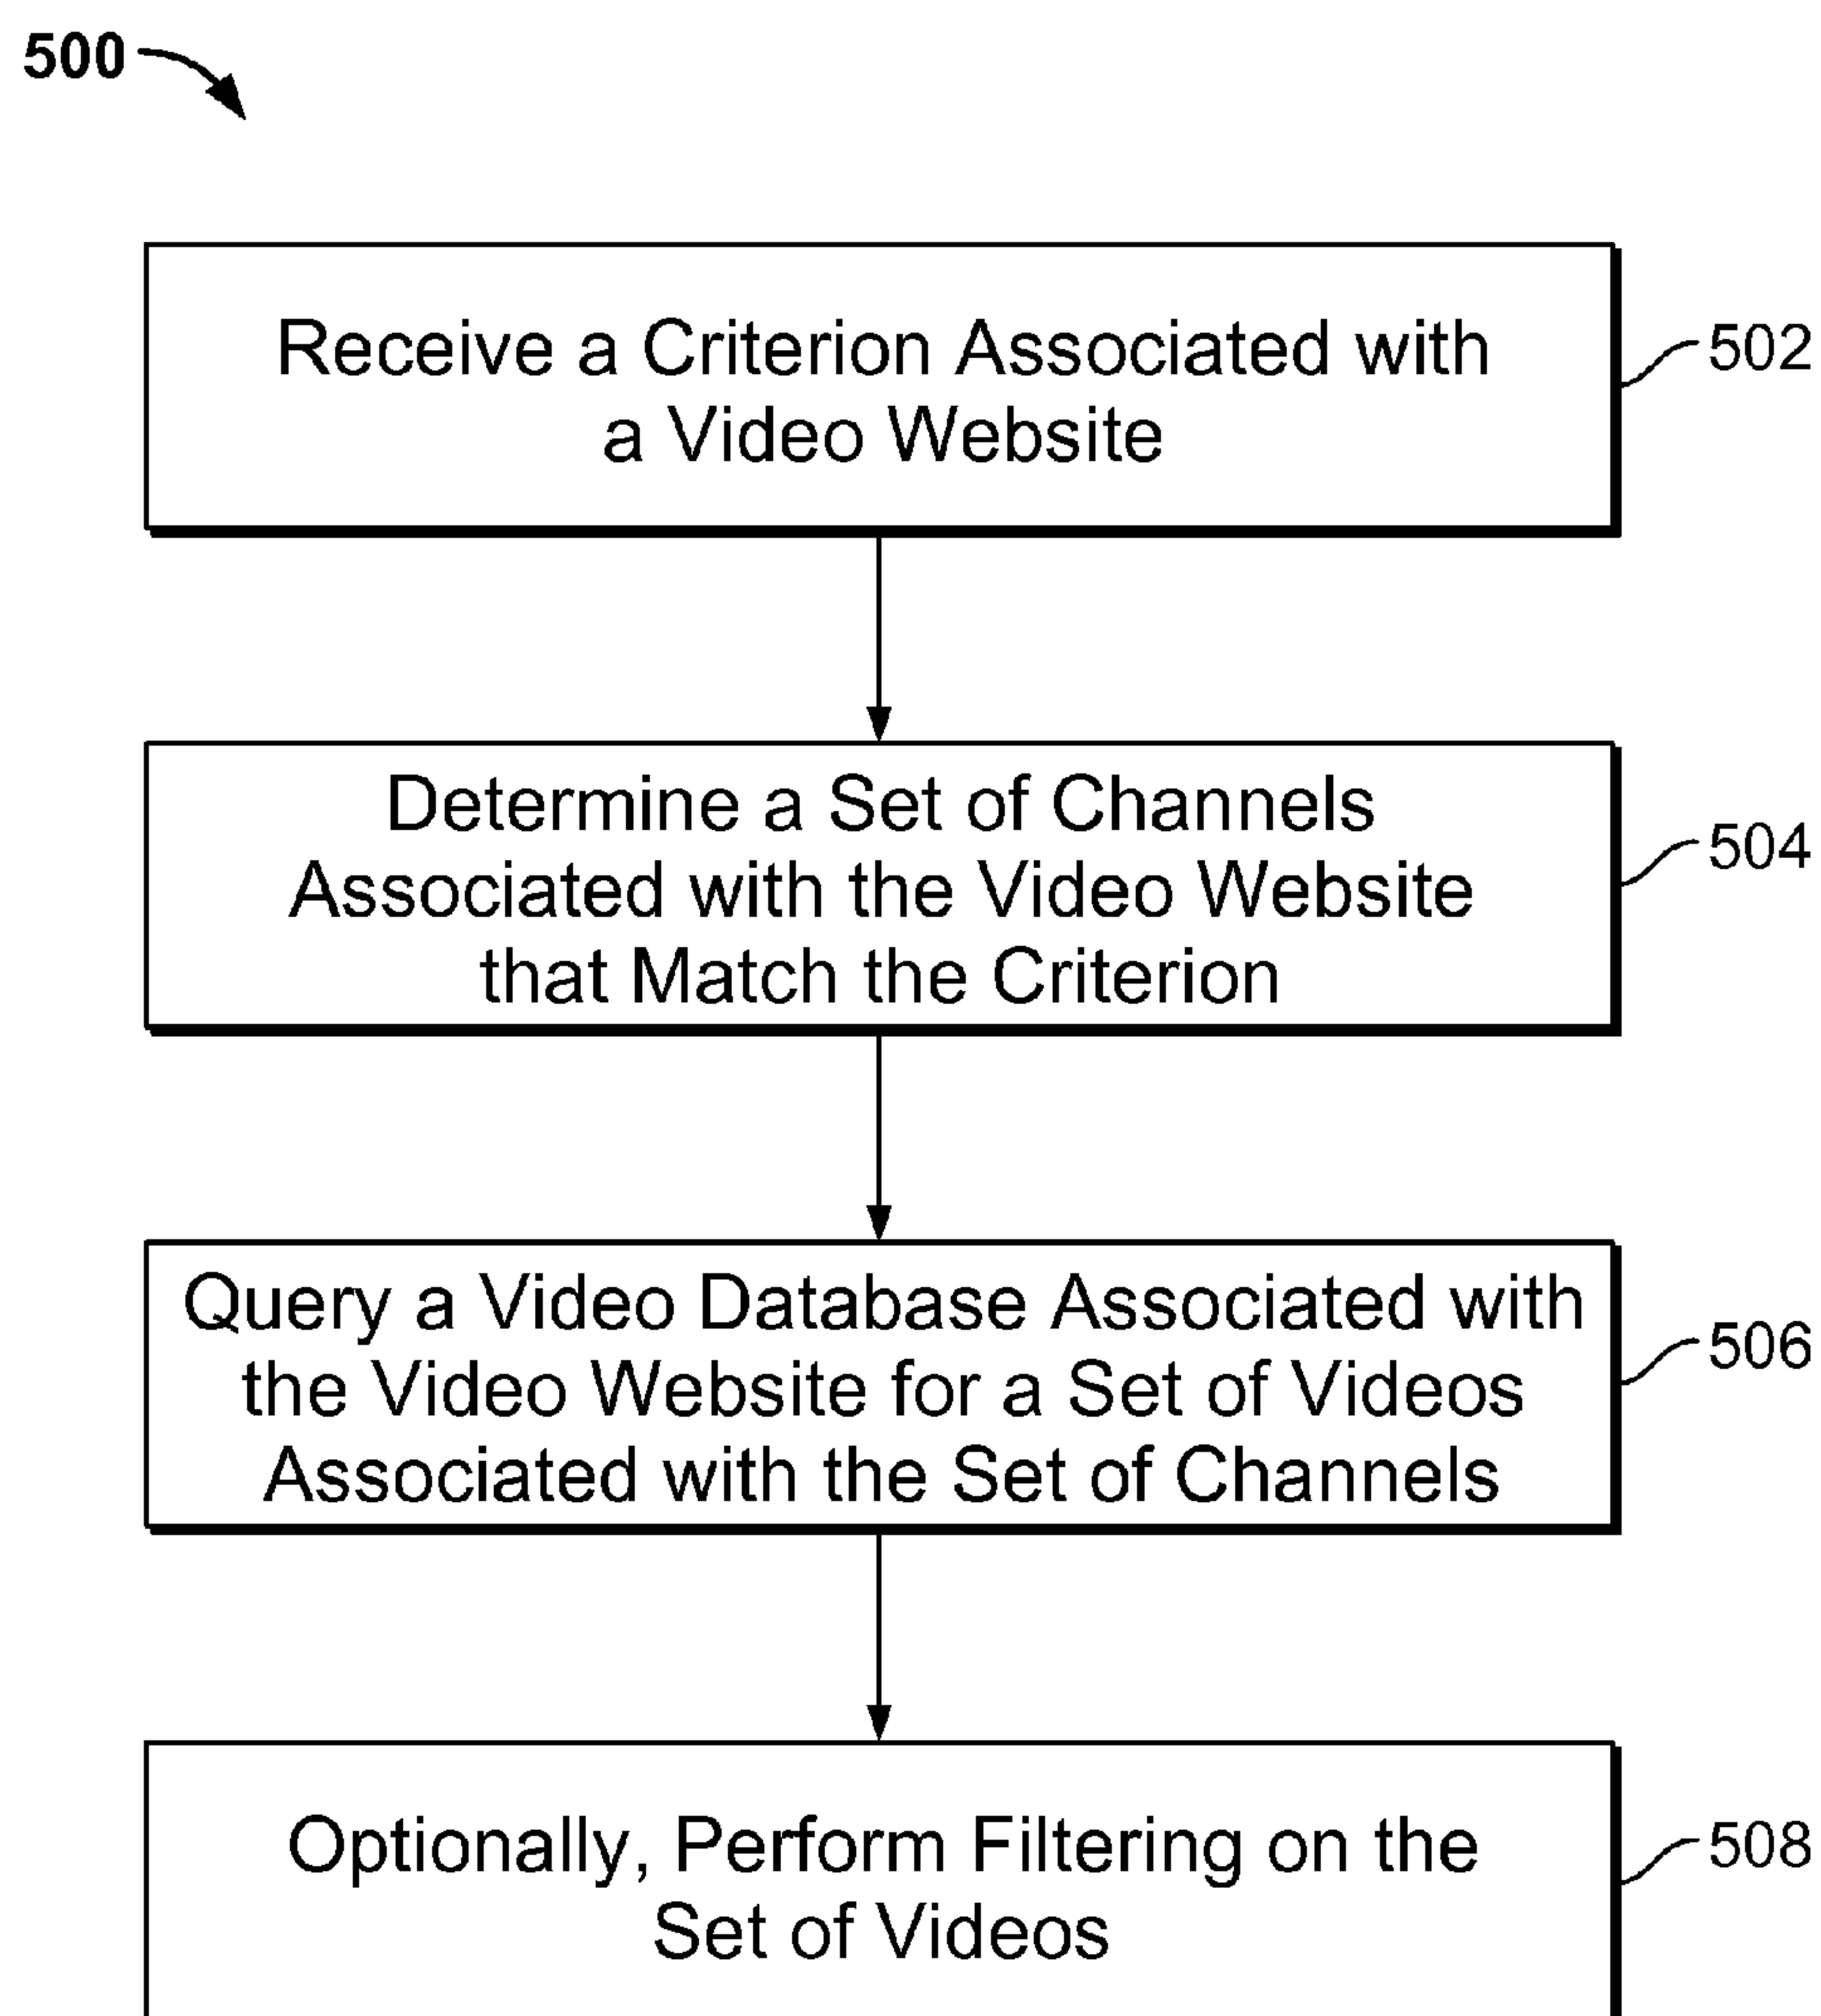 500
Receive a Criterion Associated with
a Video Website
502
Determine a Set of Channels
Associated with the Video Website
that Match the Criterion
504
Query a Video Database Associated with
the Video Website for a Set of Videos
Associated with the Set of Channels
506
Optionally, Perform Filtering on the
Set of Videos
508